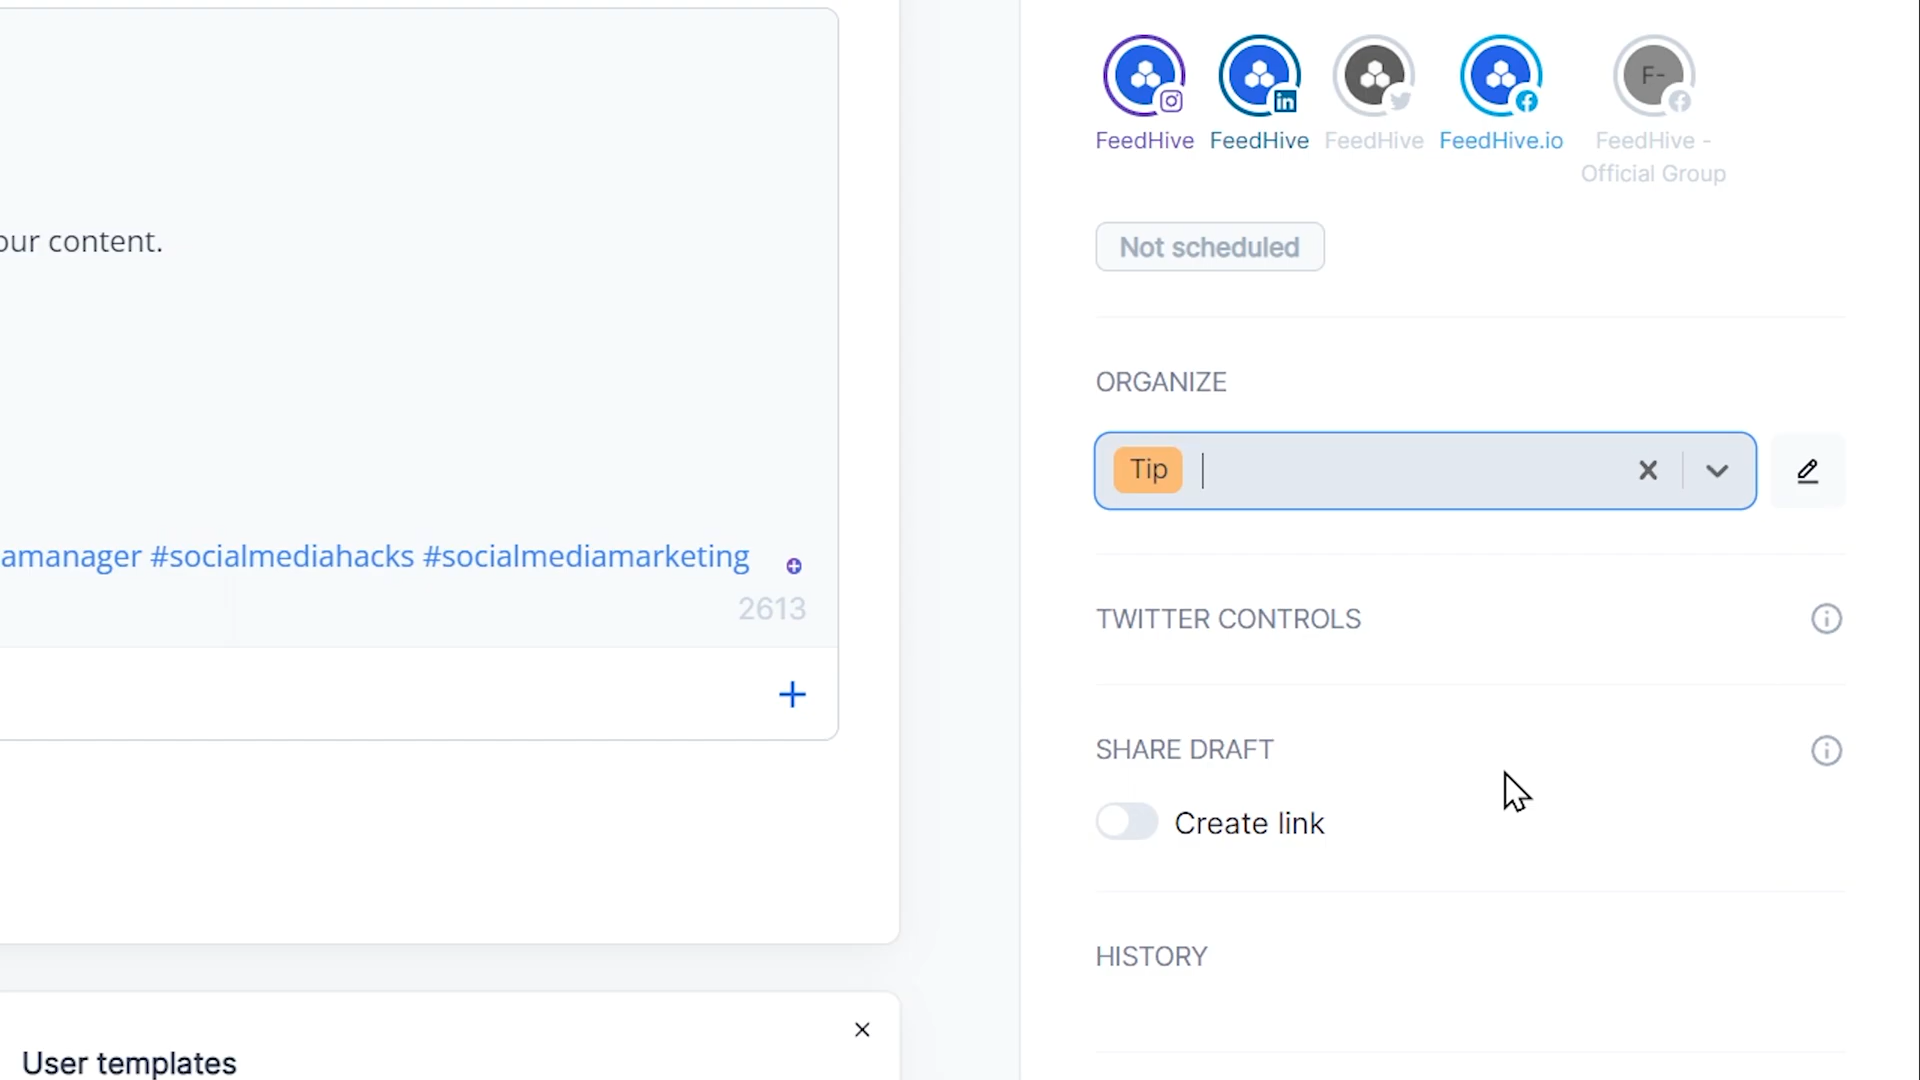 FeedHive FeedHive FeedHive FeedHive.io FeedHive -
Official Group
F-
Not scheduled
our content.
ORGANIZE
Tip
amanager #socialmediahacks #socialmediamarketing
2613
TWITTER CONTROLS
SHARE DRAFT
Create link
HISTORY
User templates